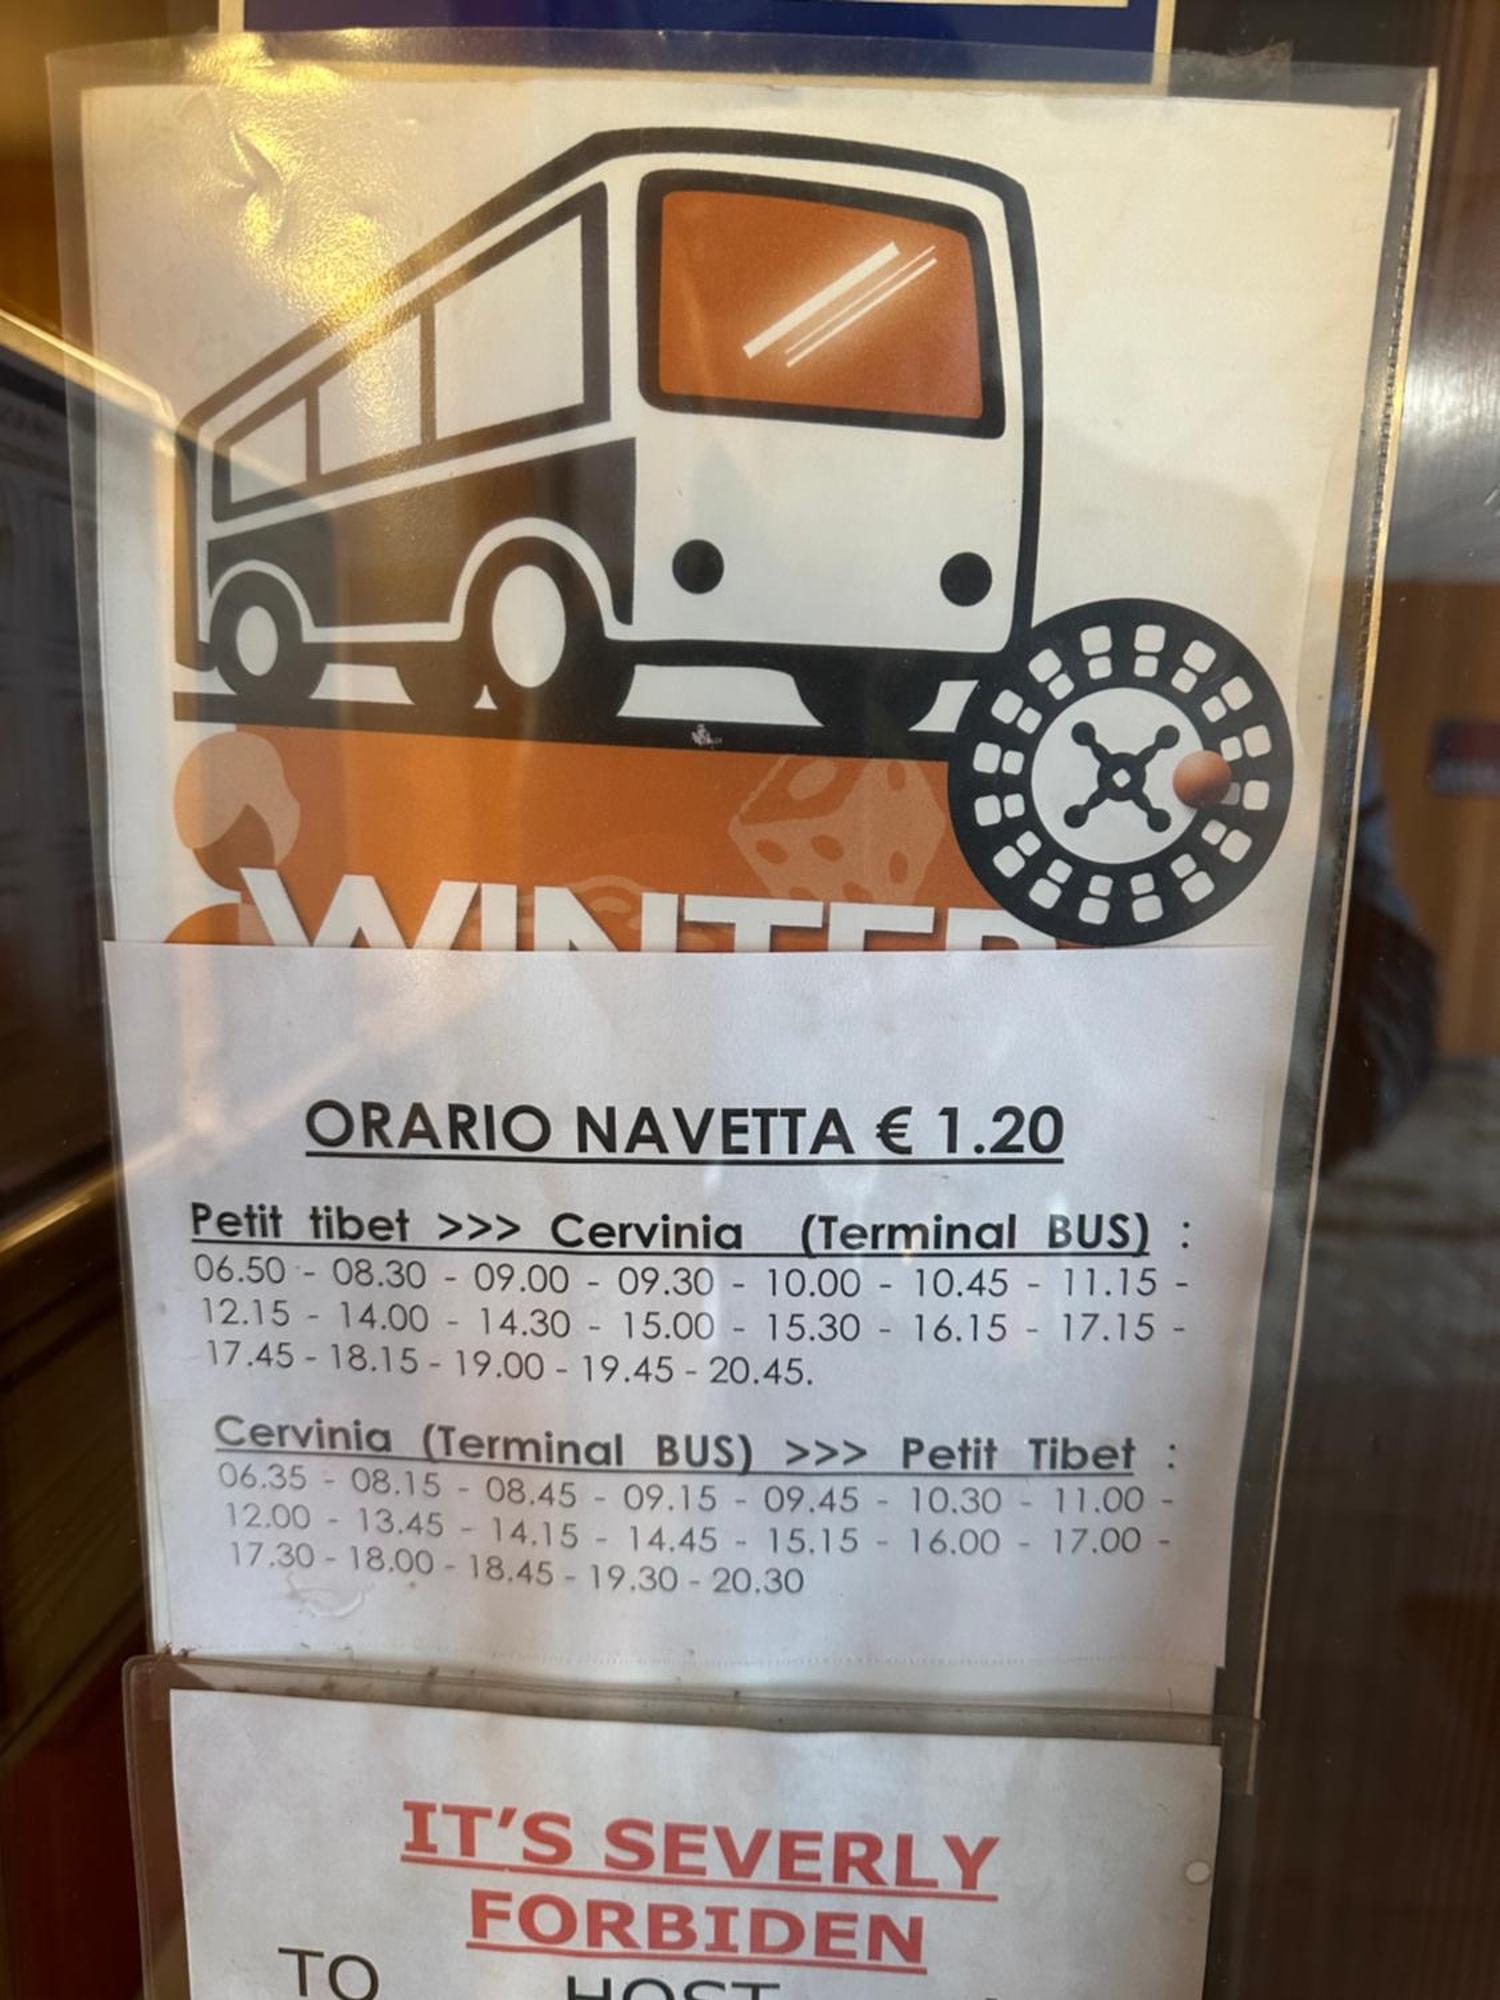 WINTER
ORARIO NAVETTA € 1.20
Petit tibet >>> Cervinia (Terminal BUS) :
06.50 - 08.30 - 09.00 - 09.30 - 10.00 - 10.45 - 11.15 -
12.15 - 14.00 - 14.30 - 15.00 - 15.30 - 16.15 - 17.15 -
17.45 - 18.15 - 19.00 - 19.45 - 20.45.
Cervinia (Terminal BUS) >>> Petit Tibet :
06.35 - 08.15 - 08.45 - 09.15 - 09.45 - 10.30 - 11.00 -
12.00 - 13.45 - 14.15 - 14.45 - 15.15 - 16.00 - 17.00 -
17.30 - 18.00 - 18.45 - 19.30 - 20.30
IT'S SEVERLY
FORBIDEN
TO HOST